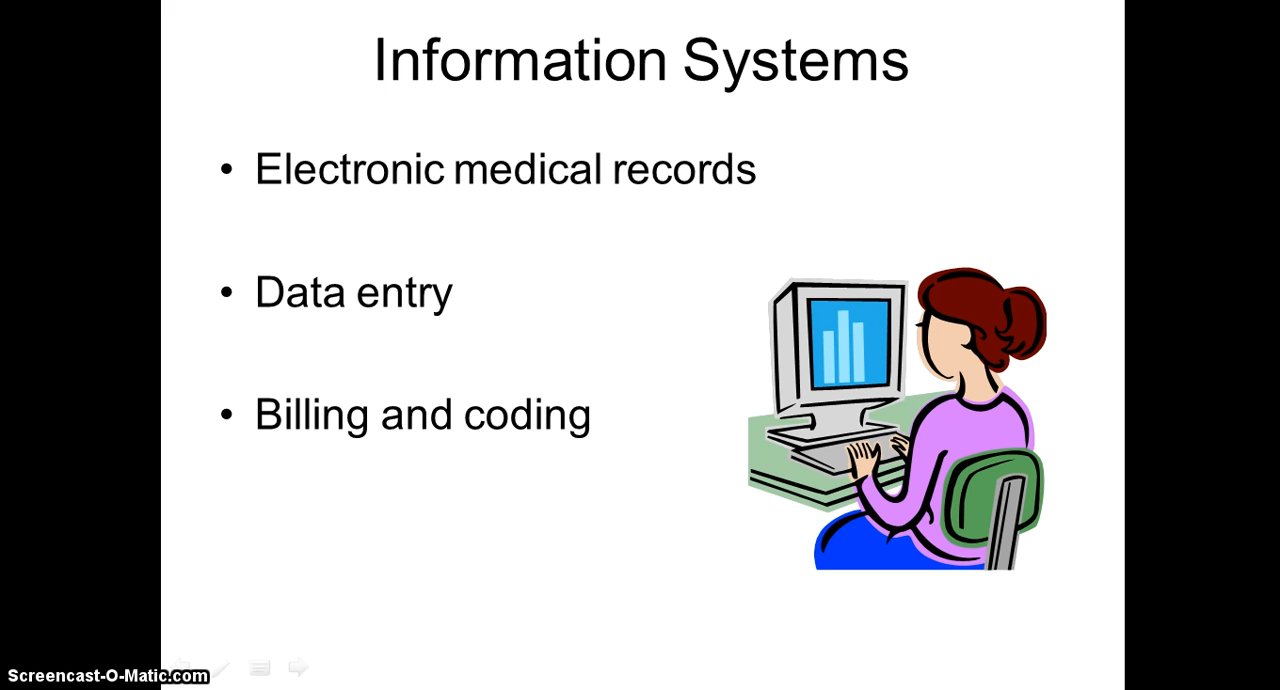 Information Systems
• Electronic medical records
• Data entry
• Billing and coding
Screencast-O-Matic.com